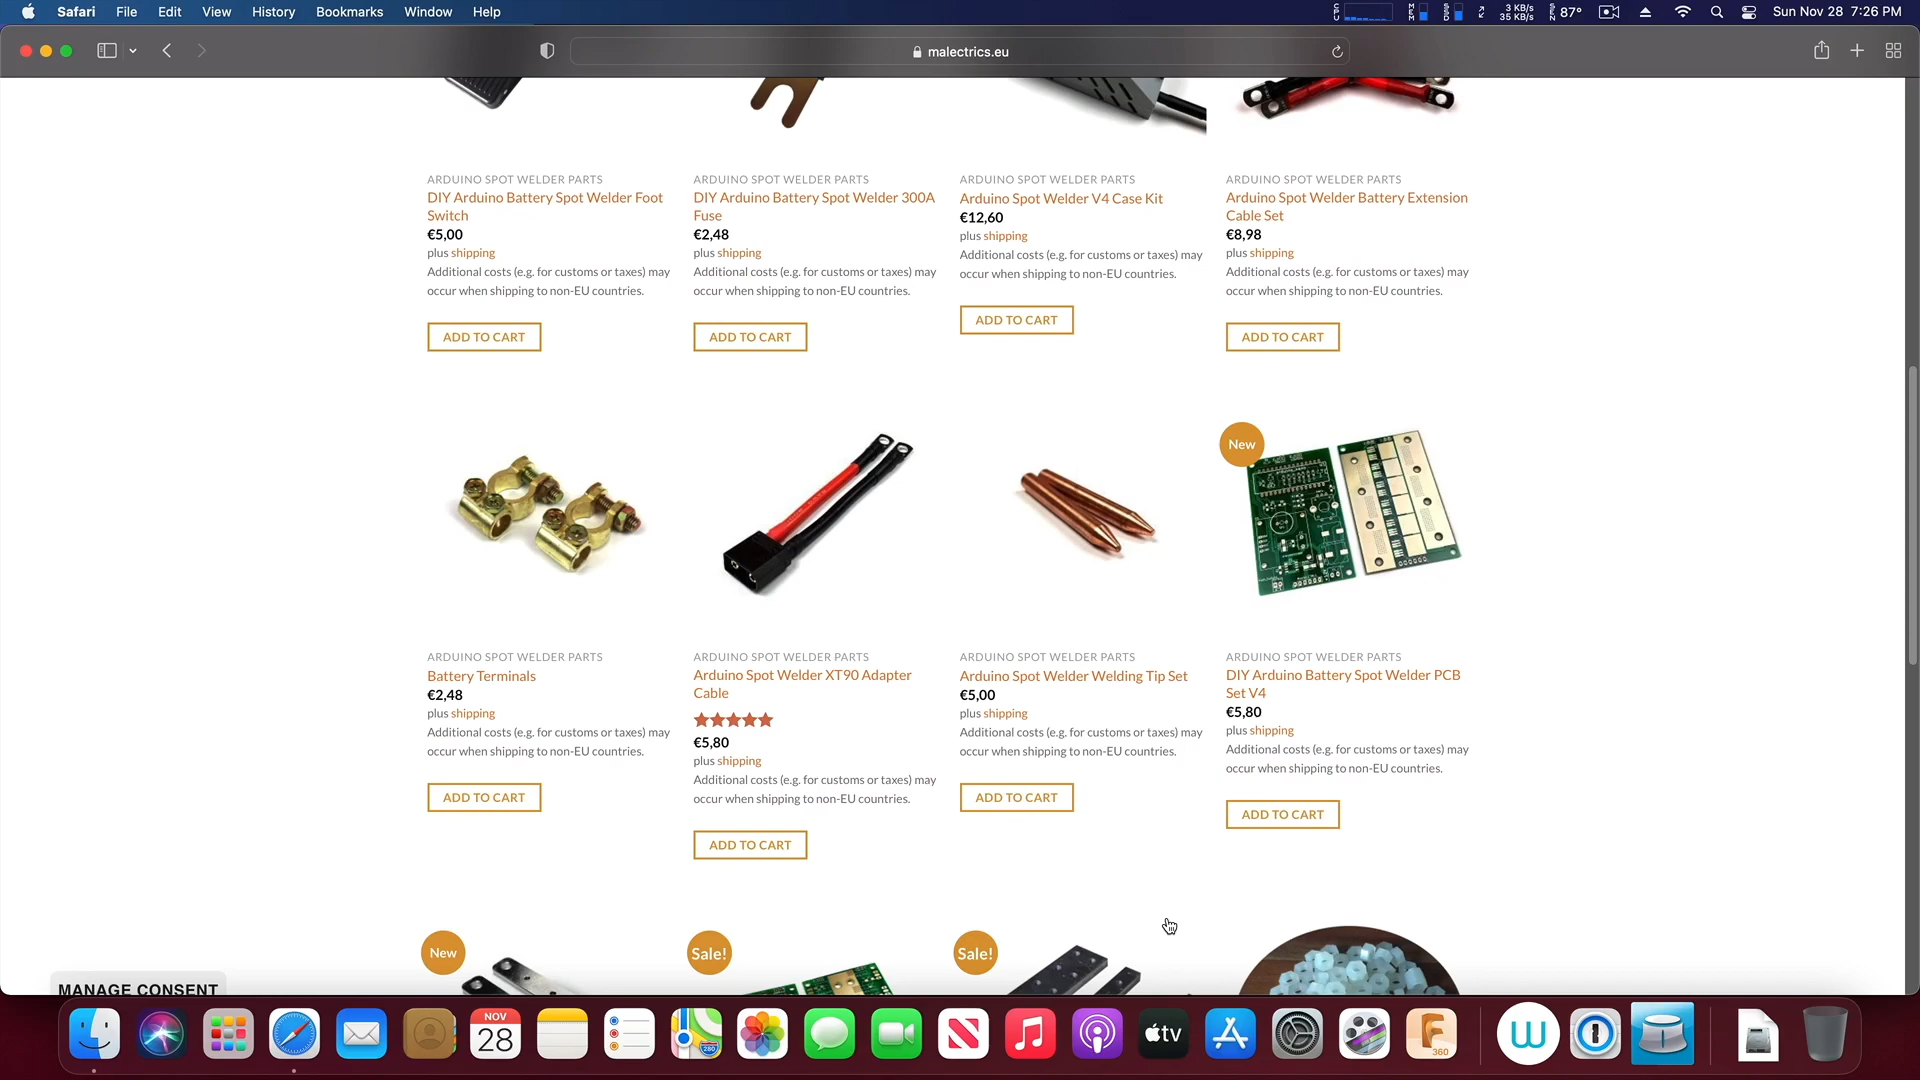 Safari File Edit View History Bookmarks Window Help
3 KB/s
35 KB/s
87°
Sun Nov 28 7:26 PM
malectrics.eu
ARDUINO SPOT WELDER PARTS
DIY Arduino Battery Spot Welder Foot
Switch
€5,00
plus shipping
Additional costs (e.g. for customs or taxes) may
occur when shipping to non-EU countries.
ADD TO CART
ARDUINO SPOT WELDER PARTS
DIY Arduino Battery Spot Welder 300A
Fuse
€2,48
plus shipping
Additional costs (e.g. for customs or taxes) may
occur when shipping to non-EU countries.
ADD TO CART
ARDUINO SPOT WELDER PARTS
Arduino Spot Welder V4 Case Kit
€12,60
plus shipping
Additional costs (e.g. for customs or taxes) may
occur when shipping to non-EU countries.
ADD TO CART
ARDUINO SPOT WELDER PARTS
Arduino Spot Welder Battery Extension
Cable Set
€8,98
plus shipping
Additional costs (e.g. for customs or taxes) may
occur when shipping to non-EU countries.
ADD TO CART
ARDUINO SPOT WELDER PARTS
Battery Terminals
€2,48
plus shipping
Additional costs (e.g. for customs or taxes) may
occur when shipping to non-EU countries.
ADD TO CART
ARDUINO SPOT WELDER PARTS
Arduino Spot Welder XT90 Adapter
Cable
€5,80
plus shipping
Additional costs (e.g. for customs or taxes) may
occur when shipping to non-EU countries.
ADD TO CART
ARDUINO SPOT WELDER PARTS
Arduino Spot Welder Welding Tip Set
€5,00
plus shipping
Additional costs (e.g. for customs or taxes) may
occur when shipping to non-EU countries.
ADD TO CART
New
ARDUINO SPOT WELDER PARTS
DIY Arduino Battery Spot Welder PCB
Set V4
€5,80
plus shipping
Additional costs (e.g. for customs or taxes) may
occur when shipping to non-EU countries.
ADD TO CART
New
Sale!
Sale!
MANAGE CONSENT
NOV
28
280
tv
360
W